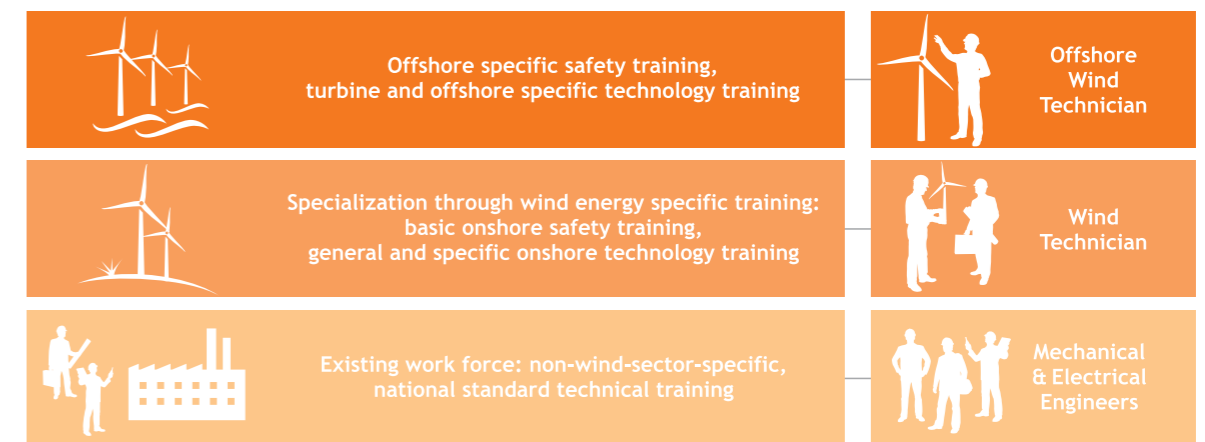 Offshore specific safety training,
turbine and offshore specific technology training
Offshore
Wind
Technician
Specialization through wind energy specific training:
basic onshore safety training,
general and specific onshore technology training
Wind
Technician
Existing work force: non-wind-sector-specific,
national standard technical training
Mechanical
& Electrical
Engineers